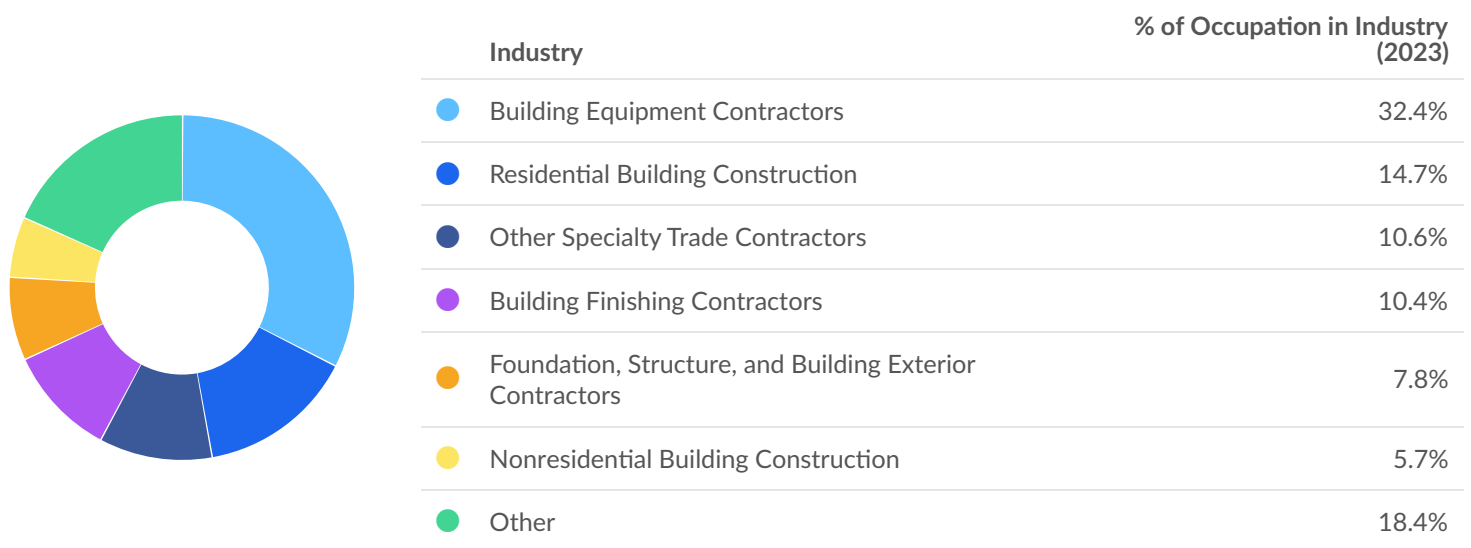 % of Occupation in Industry
Industry (2023)
Building Equipment Contractors 32.4%
Residential Building Construction 14.7%
Other Specialty Trade Contractors 10.6%
Building Finishing Contractors 10.4%
Foundation, Structure, and Building Exterior
Contractors 7.8%
Nonresidential Building Construction 5.7%
Other 18.4%